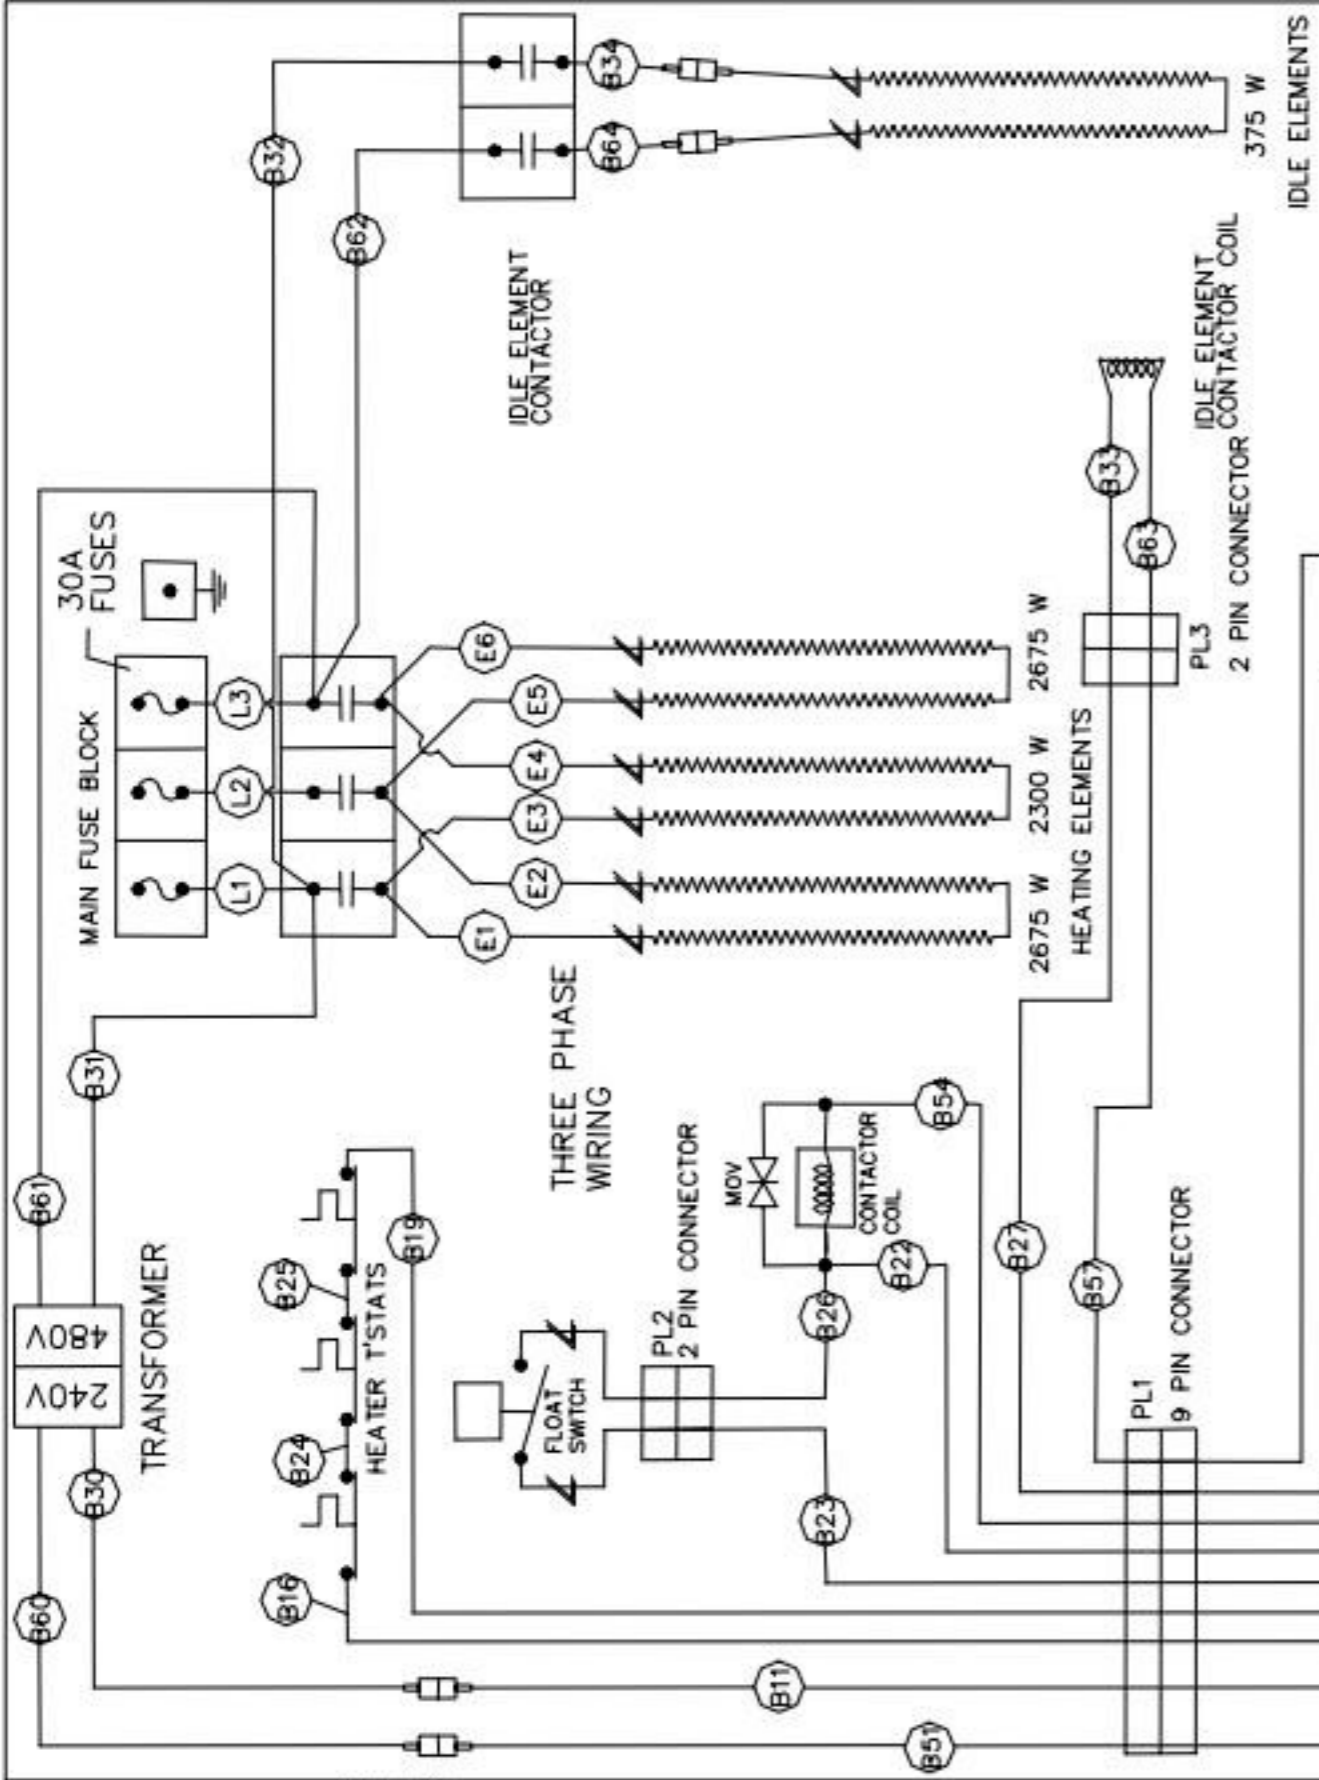 B61
B60
480V
240V
B31
B30
TRANSFORMER
MAIN FUSE BLOCK
30A
FUSES
L1
L2
L3
B32
B62
B34
B64
IDLE ELEMENT
CONTACTOR
375 W
IDLE ELEMENTS
B16
B24
B25
B19
HEATER T'STATS
THREE PHASE
WIRING
E1
E2
E3
E4
E5
E6
2675 W
2300 W
2675 W
HEATING ELEMENTS
FLOAT
SWITCH
PL2
2 PIN CONNECTOR
MOV
CONTACTOR
COIL
B23
B26
B22
B54
B11
B51
B27
B57
B33
B63
IDLE ELEMENT
CONTACTOR COIL
PL3
2 PIN CONNECTOR
PL1
9 PIN CONNECTOR